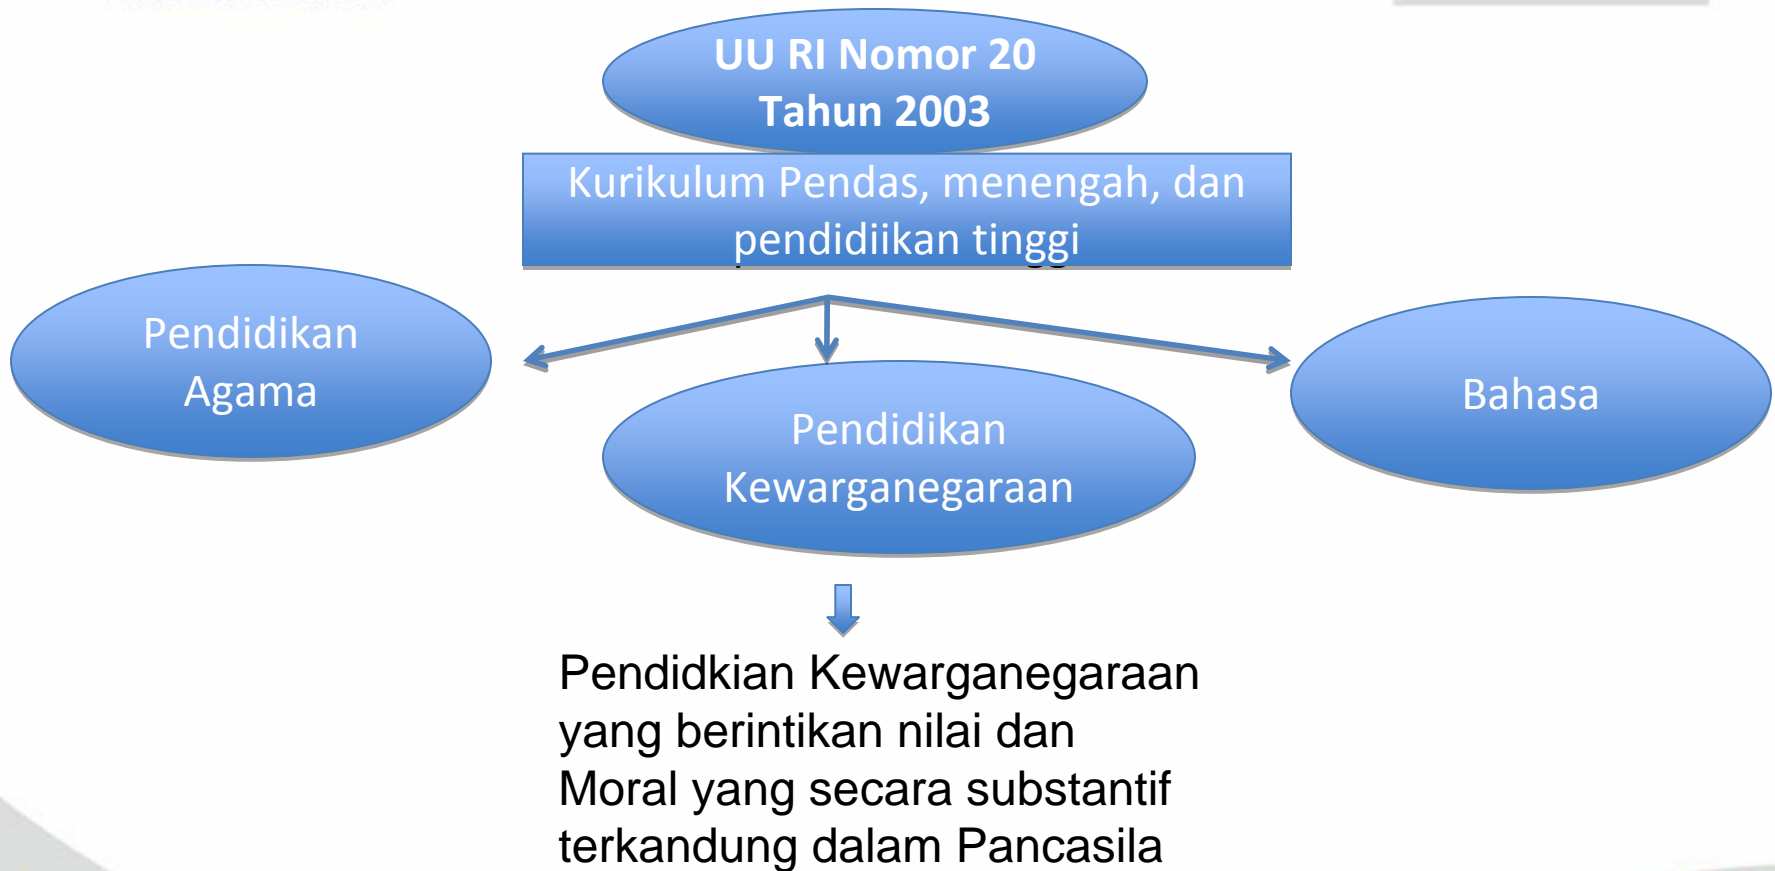 UU RI Nomor 20
Tahun 2003
Kurikulum Pendas, menengah, dan
pendidiikan tinggi
Pendidikan
Agama
Pendidikan
Kewarganegaraan
Bahasa
Pendidkian Kewarganegaraan
yang berintikan nilai dan
Moral yang secara substantif
terkandung dalam Pancasila